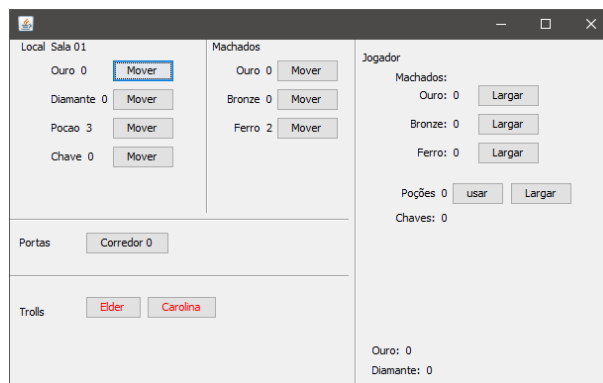 Local Sala 01
Ouro 0 Mover
Diamante 0 Mover
Pocao 3 Mover
Chave 0 Mover
Machados
Ouro 0 Mover
Bronze 0 Mover
Ferro 2 Mover
Portas Corredor 0
Trolls Elder Carolina
Jogador
Machados:
Ouro: 0 Largar
Bronze: 0 Largar
Ferro: 0 Largar
Poções 0 usar Largar
Chaves: 0
Ouro: 0
Diamante: 0